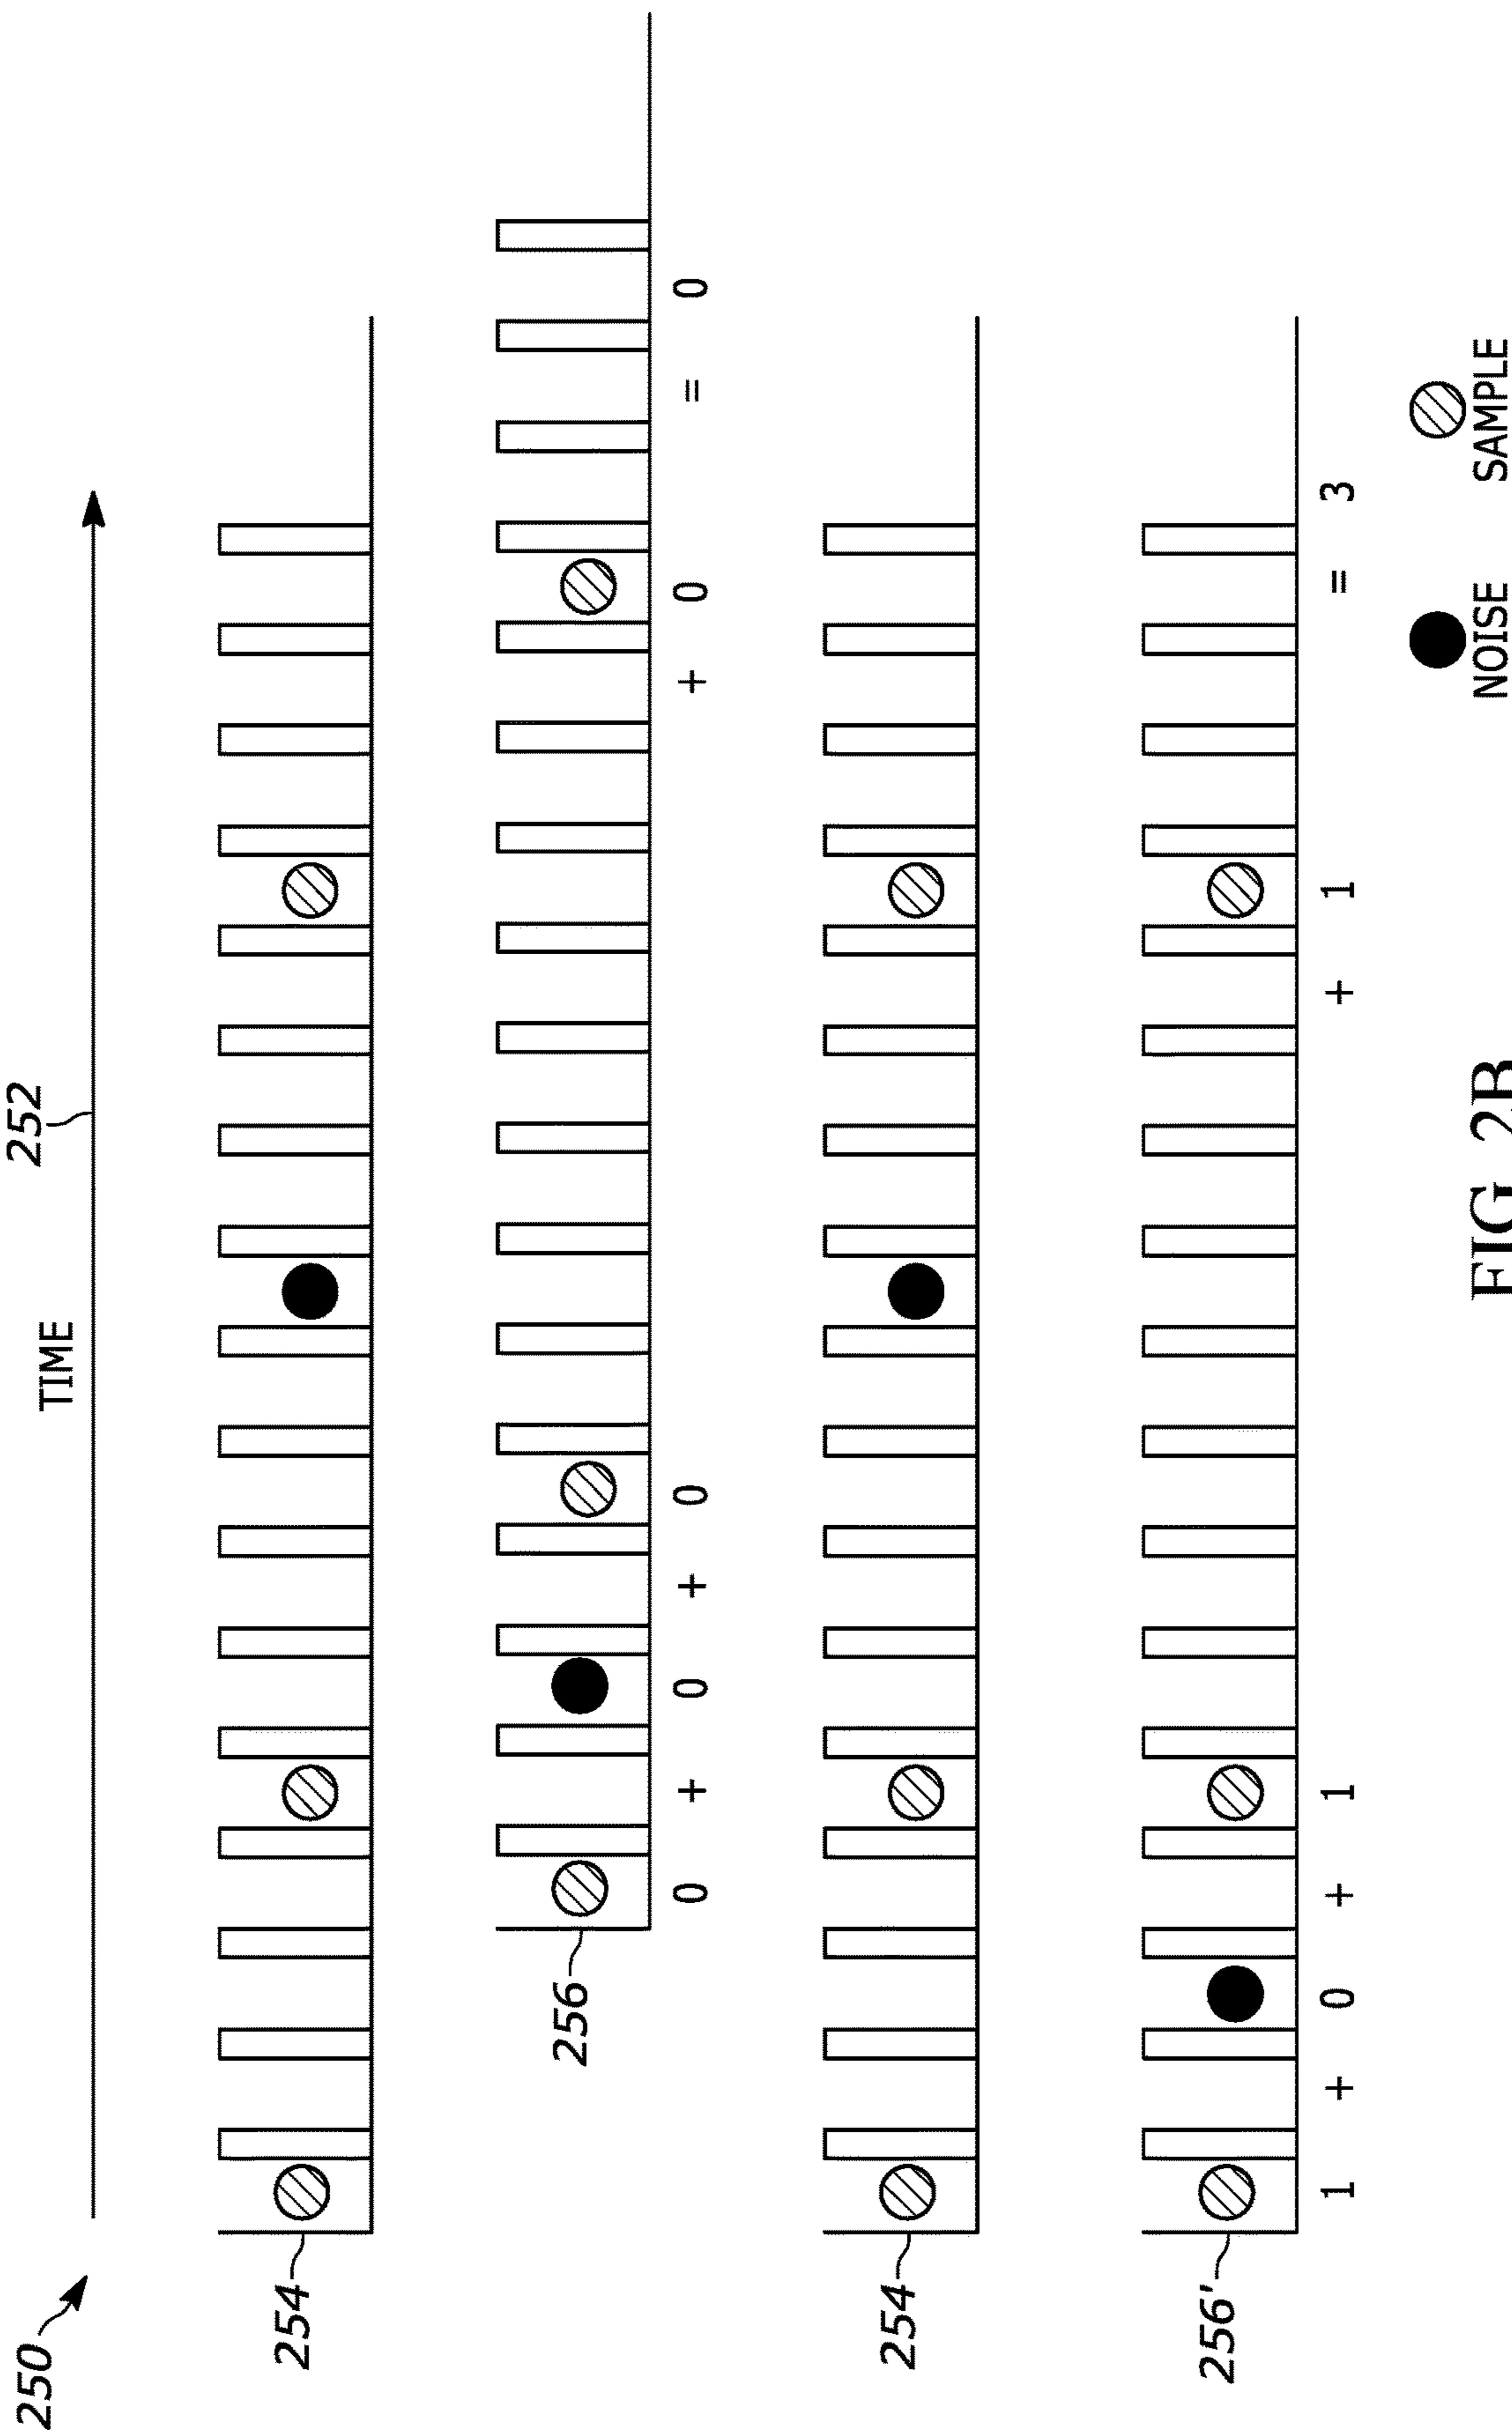 250
TIME
252
254
256
0 + 0 + 0 + 0 = 0
254
256'
1 + 0 + 1 + 1 = 3
NOISE
SAMPLE
FIG. 2B